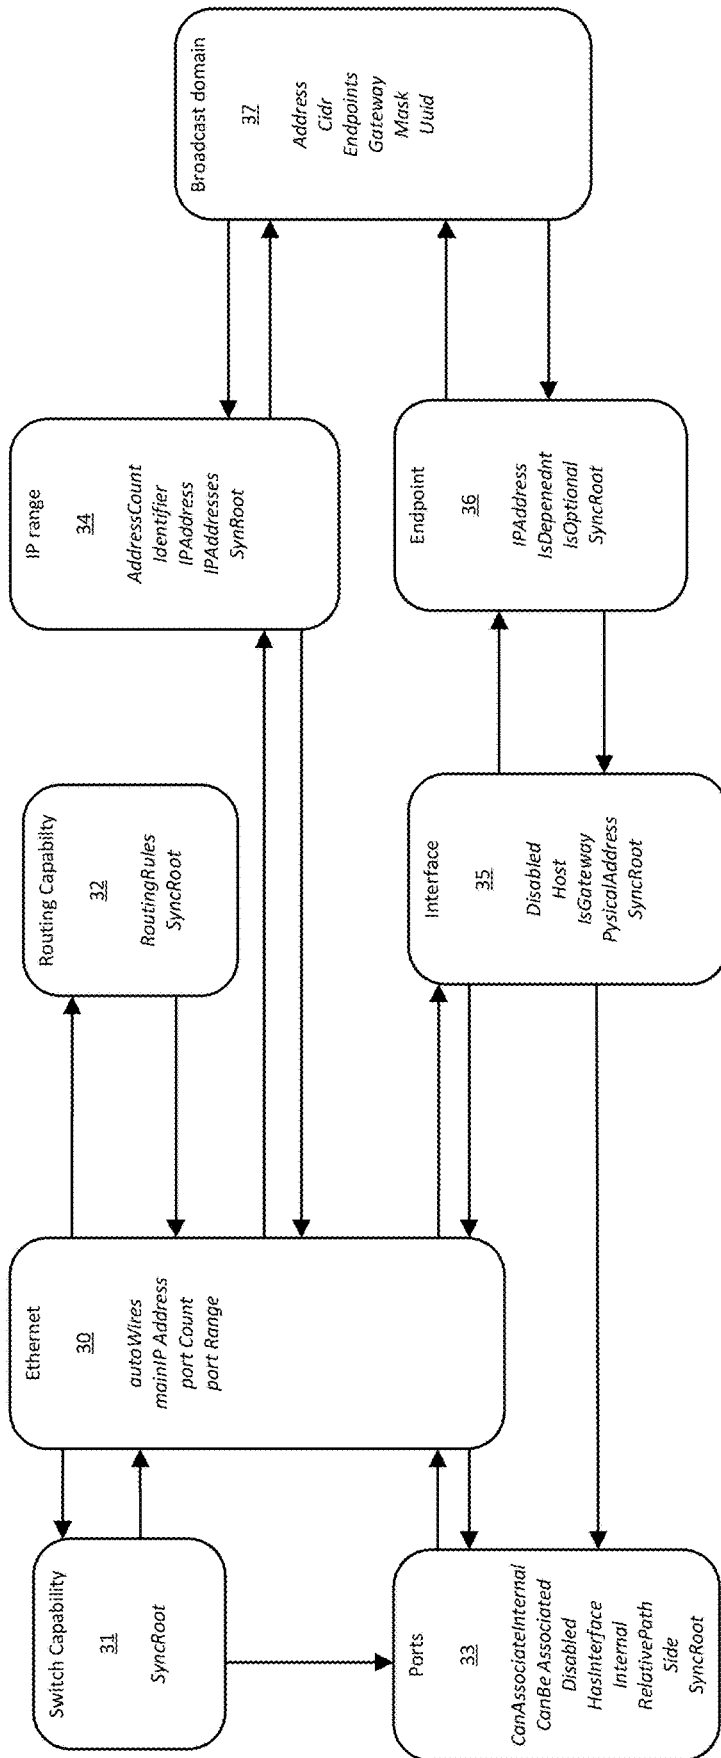 Switch Capability
31
SyncRoot
Ethernet
30
autoWires
mainIP Address
port Count
port Range
Routing Capabilty
32
RoutingRules
SyncRoot
IP range
34
AddressCount
Identifier
IPAddress
IPAddresses
SynRoot
Broadcast domain
37
Address
Cidr
Endpoints
Gateway
Mask
Uuid
Ports
33
CanAssociateInternal
CanBe Associated
Disabled
HasInterface
Internal
RelativePath
Side
SyncRoot
Interface
35
Disabled
Host
IsGateway
PysicalAddress
SyncRoot
Endpoint
36
IPAddress
IsDepenednt
IsOptional
SyncRoot